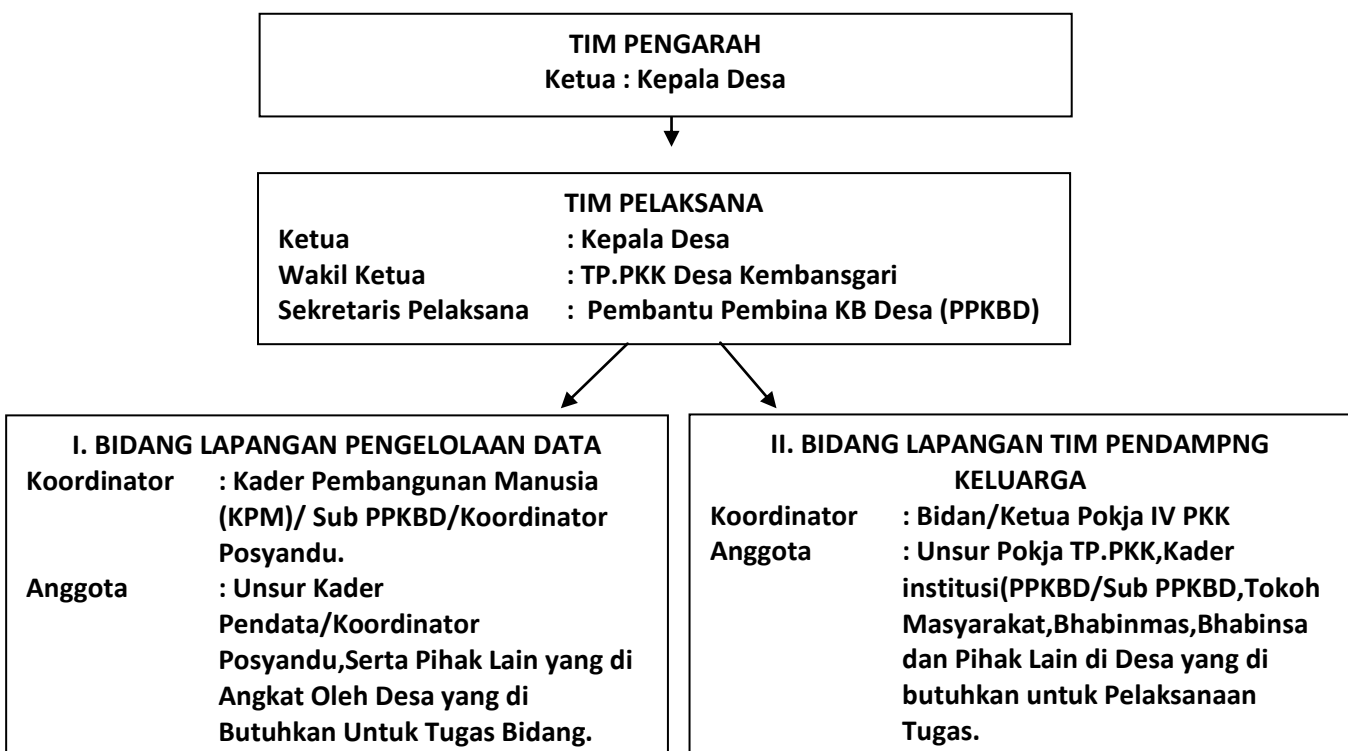 TIM PENGARAH
Ketua : Kepala Desa
TIM PELAKSANA
Ketua : Kepala Desa
Wakil Ketua : TP.PKK Desa Kembansgari
Sekretaris Pelaksana : Pembantu Pembina KB Desa (PPKBD)
I. BIDANG LAPANGAN PENGELOLAAN DATA
Koordinator : Kader Pembangunan Manusia
(KPM)/ Sub PPKBD/Koordinator
Posyandu.
Anggota : Unsur Kader
Pendata/Koordinator
Posyandu,Serta Pihak Lain yang di
Angkat Oleh Desa yang di
Butuhkan Untuk Tugas Bidang.
II. BIDANG LAPANGAN TIM PENDAMPNG
KELUARGA
Koordinator : Bidan/Ketua Pokja IV PKK
Anggota : Unsur Pokja TP.PKK,Kader
institusi(PPKBD/Sub PPKBD,Tokoh
Masyarakat,Bhabinmas,Bhabinsa
dan Pihak Lain di Desa yang di
butuhkan untuk Pelaksanaan
Tugas.